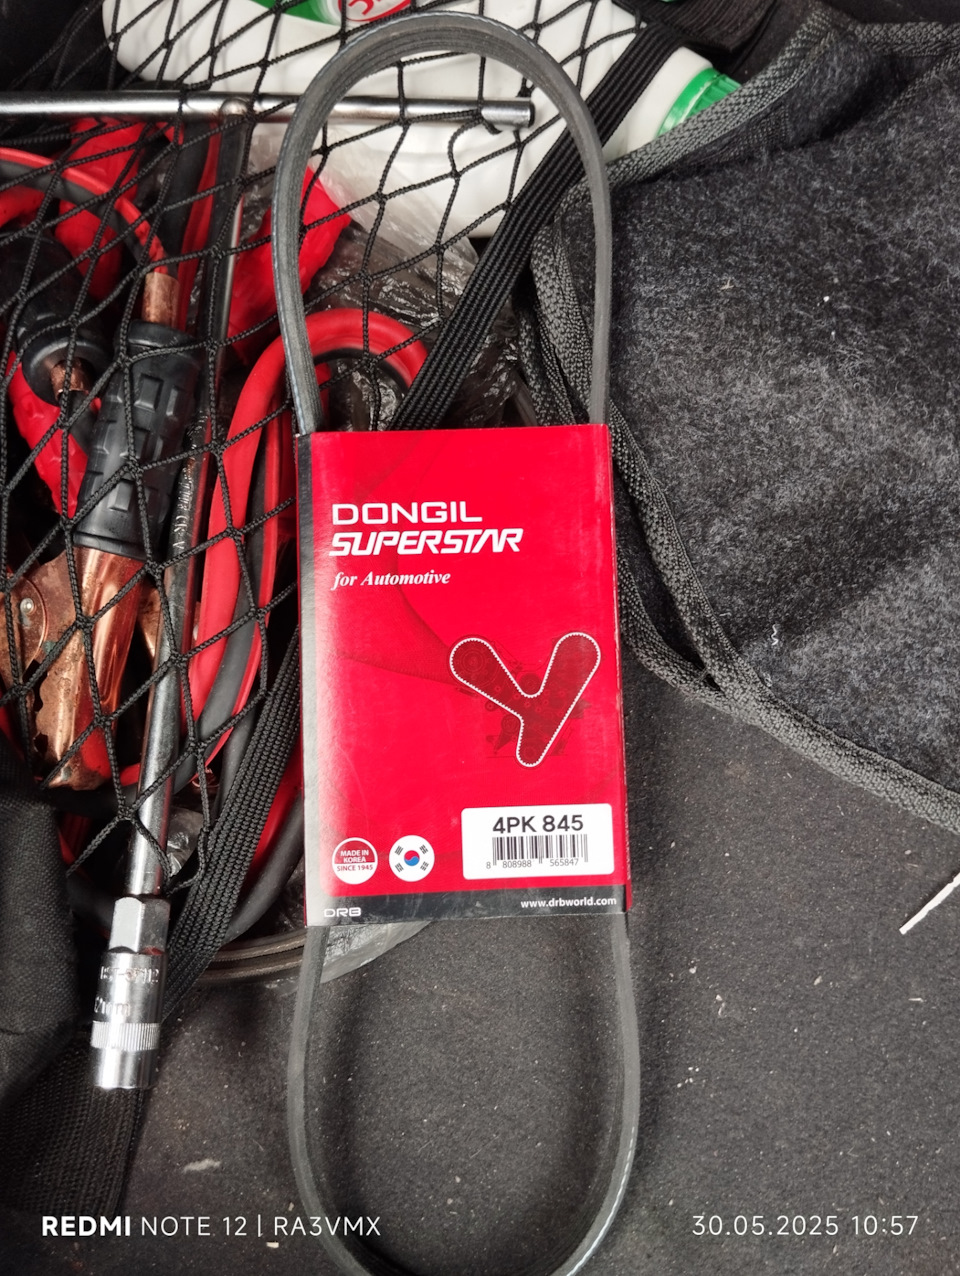 DONGIL
SUPERSTAR
for Automotive
4PK 845
8 808988 565847
MADE IN
KOREA
SINCE 1945
DRB
www.drbworld.com
REDMI NOTE 12 | RA3VMX
30.05.2025 10:57